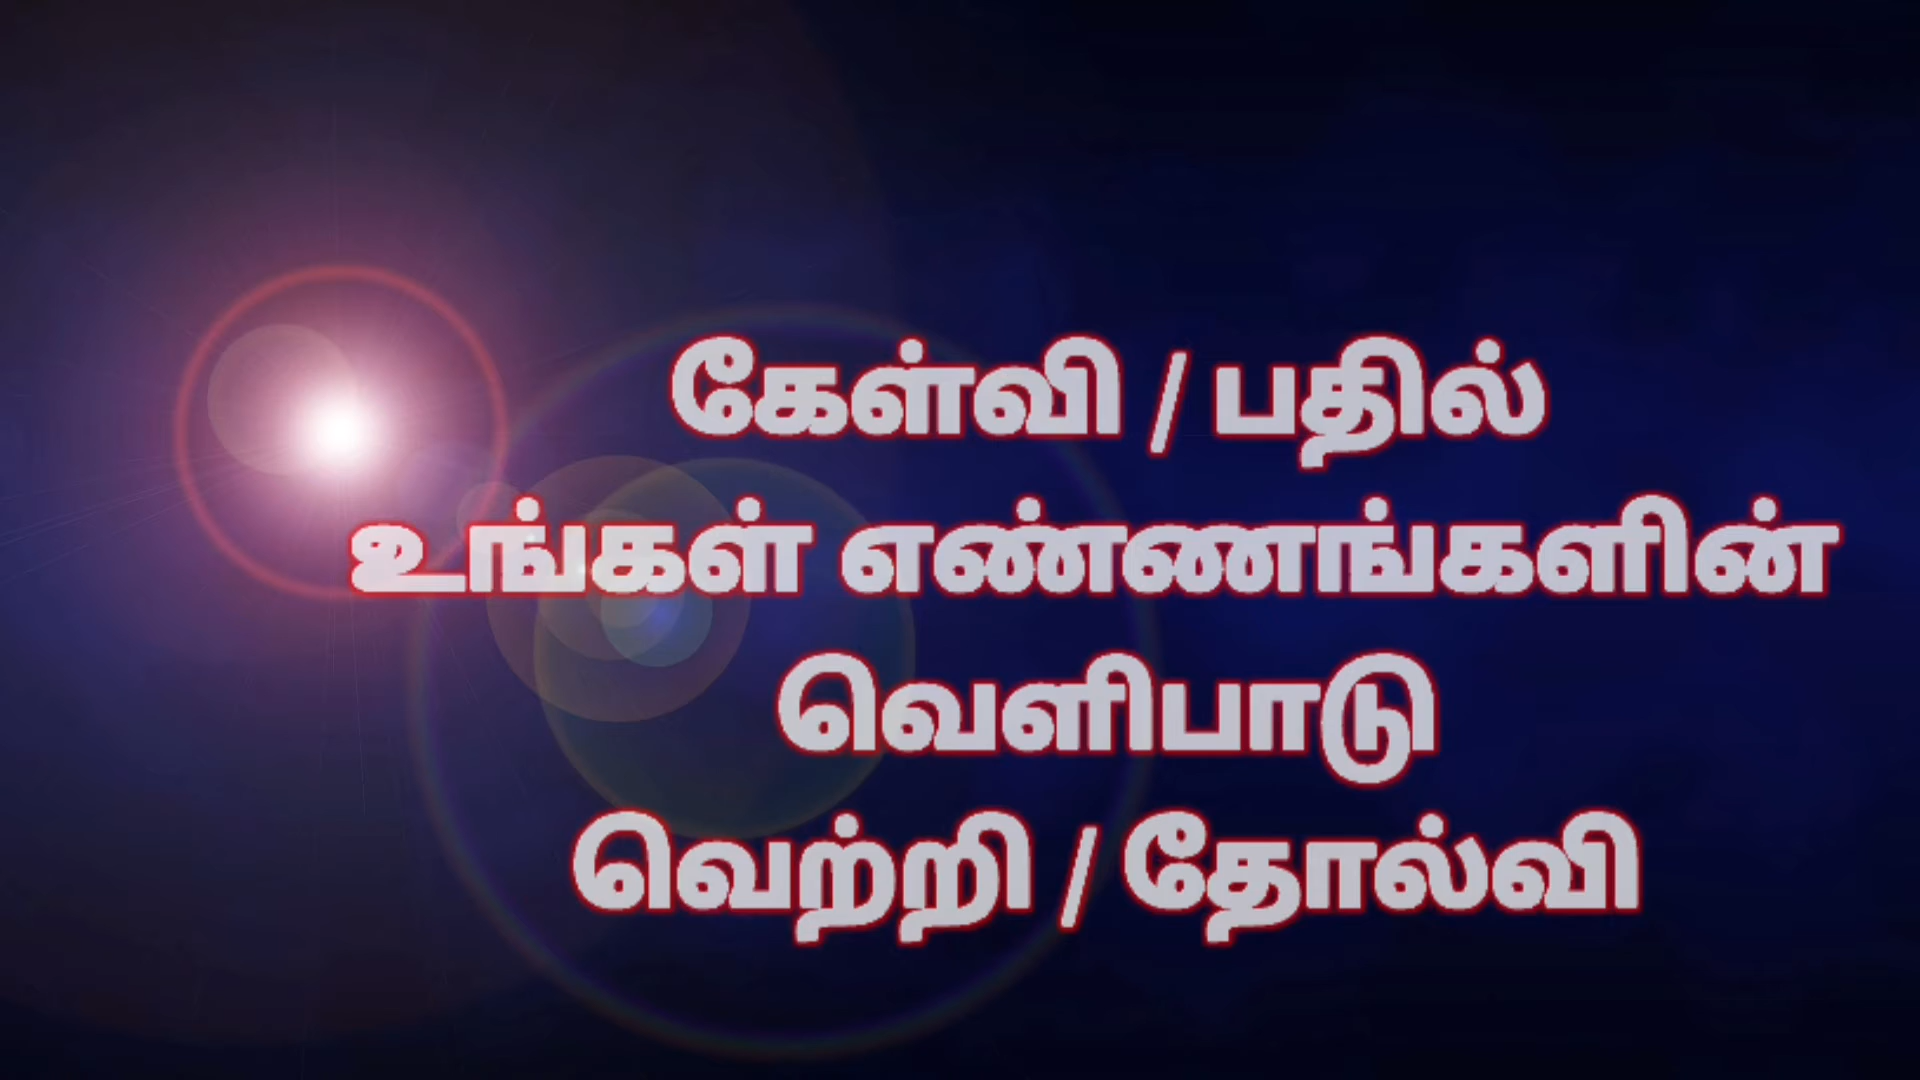 கேள்வி / பதில்
உங்கள் எண்ணங்களின்
வெளிபாடு
வெற்றி / தோல்வி